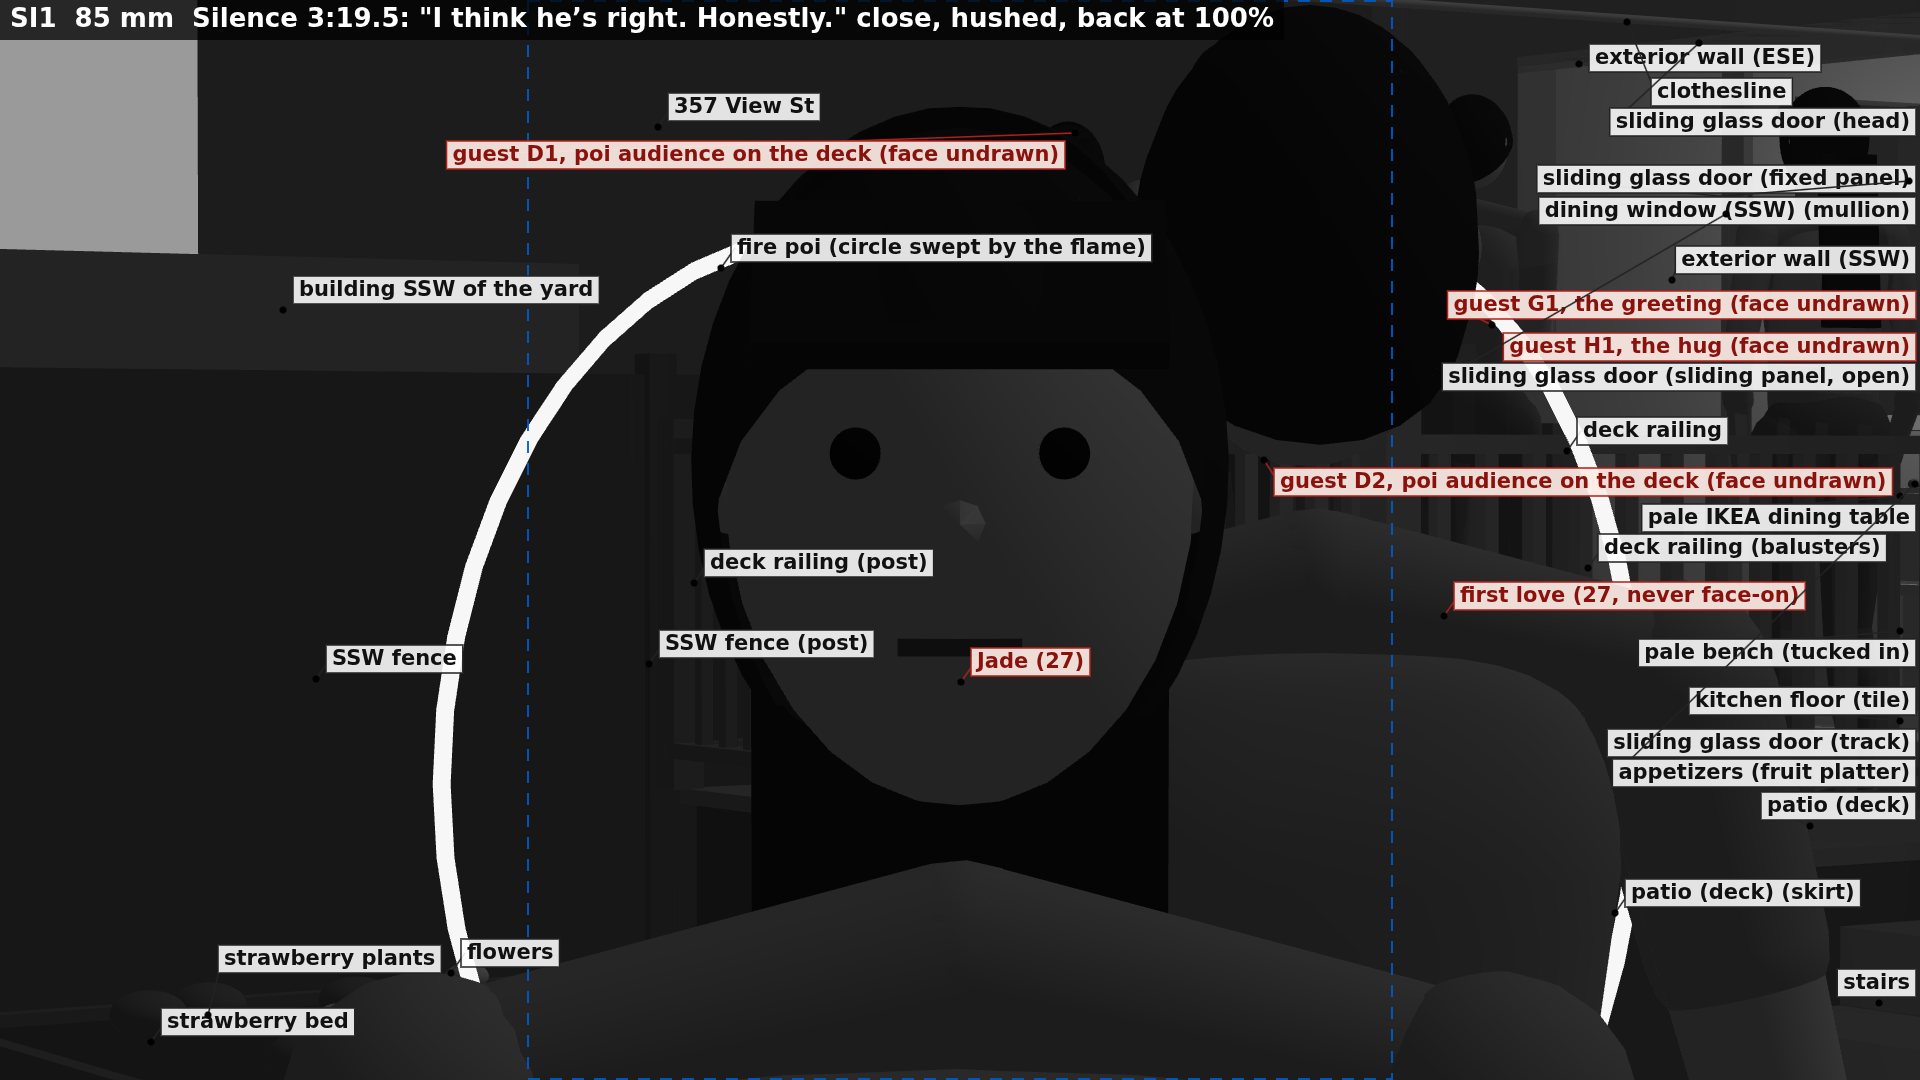 SI1 85 mm Silence 3:19.5: "I think he’s right. Honestly." close, hushed, back at 100%
exterior wall (ESE)
clothesline
357 View St
sliding glass door (head)
guest D1, poi audience on the deck (face undrawn)
sliding glass door (fixed panel)
dining window (SSW) (mullion)
fire poi (circle swept by the flame)
exterior wall (SSW)
building SSW of the yard
guest G1, the greeting (face undrawn)
guest H1, the hug (face undrawn)
sliding glass door (sliding panel, open)
deck railing
guest D2, poi audience on the deck (face undrawn)
pale IKEA dining table
deck railing (balusters)
deck railing (post)
first love (27, never face-on)
SSW fence (post)
pale bench (tucked in)
SSW fence
Jade (27)
kitchen floor (tile)
sliding glass door (track)
appetizers (fruit platter)
patio (deck)
patio (deck) (skirt)
flowers
strawberry plants
stairs
strawberry bed